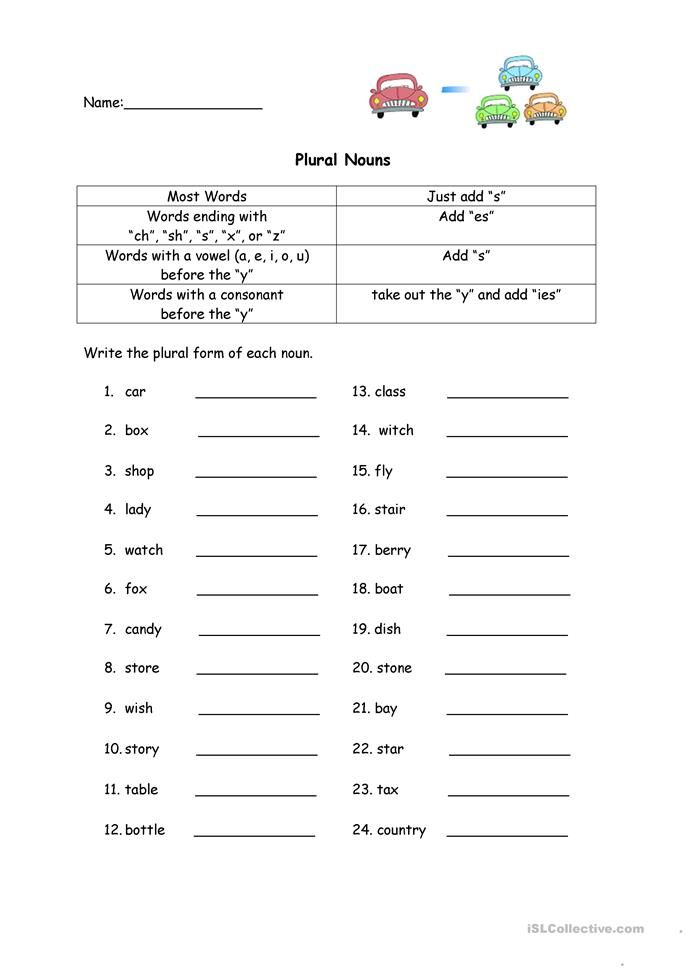 Name:________________
Plural Nouns
Most Words Just add “s”
Words ending with Add “es”
“ch”, “sh”, “s”, “x”, or “z”
Words with a vowel (a, e, i, o, u) Add “s”
before the “y”
Words with a consonant take out the “y” and add “ies”
before the “y”
Write the plural form of each noun.
1. car ______________ 13. class ______________
2. box ______________ 14. witch ______________
3. shop ______________ 15. fly ______________
4. lady ______________ 16. stair ______________
5. watch ______________ 17. berry ______________
6. fox ______________ 18. boat ______________
7. candy ______________ 19. dish ______________
8. store ______________ 20. stone ______________
9. wish ______________ 21. bay ______________
10. story ______________ 22. star ______________
11. table ______________ 23. tax ______________
12. bottle ______________ 24. country ______________
iSLCollective.com